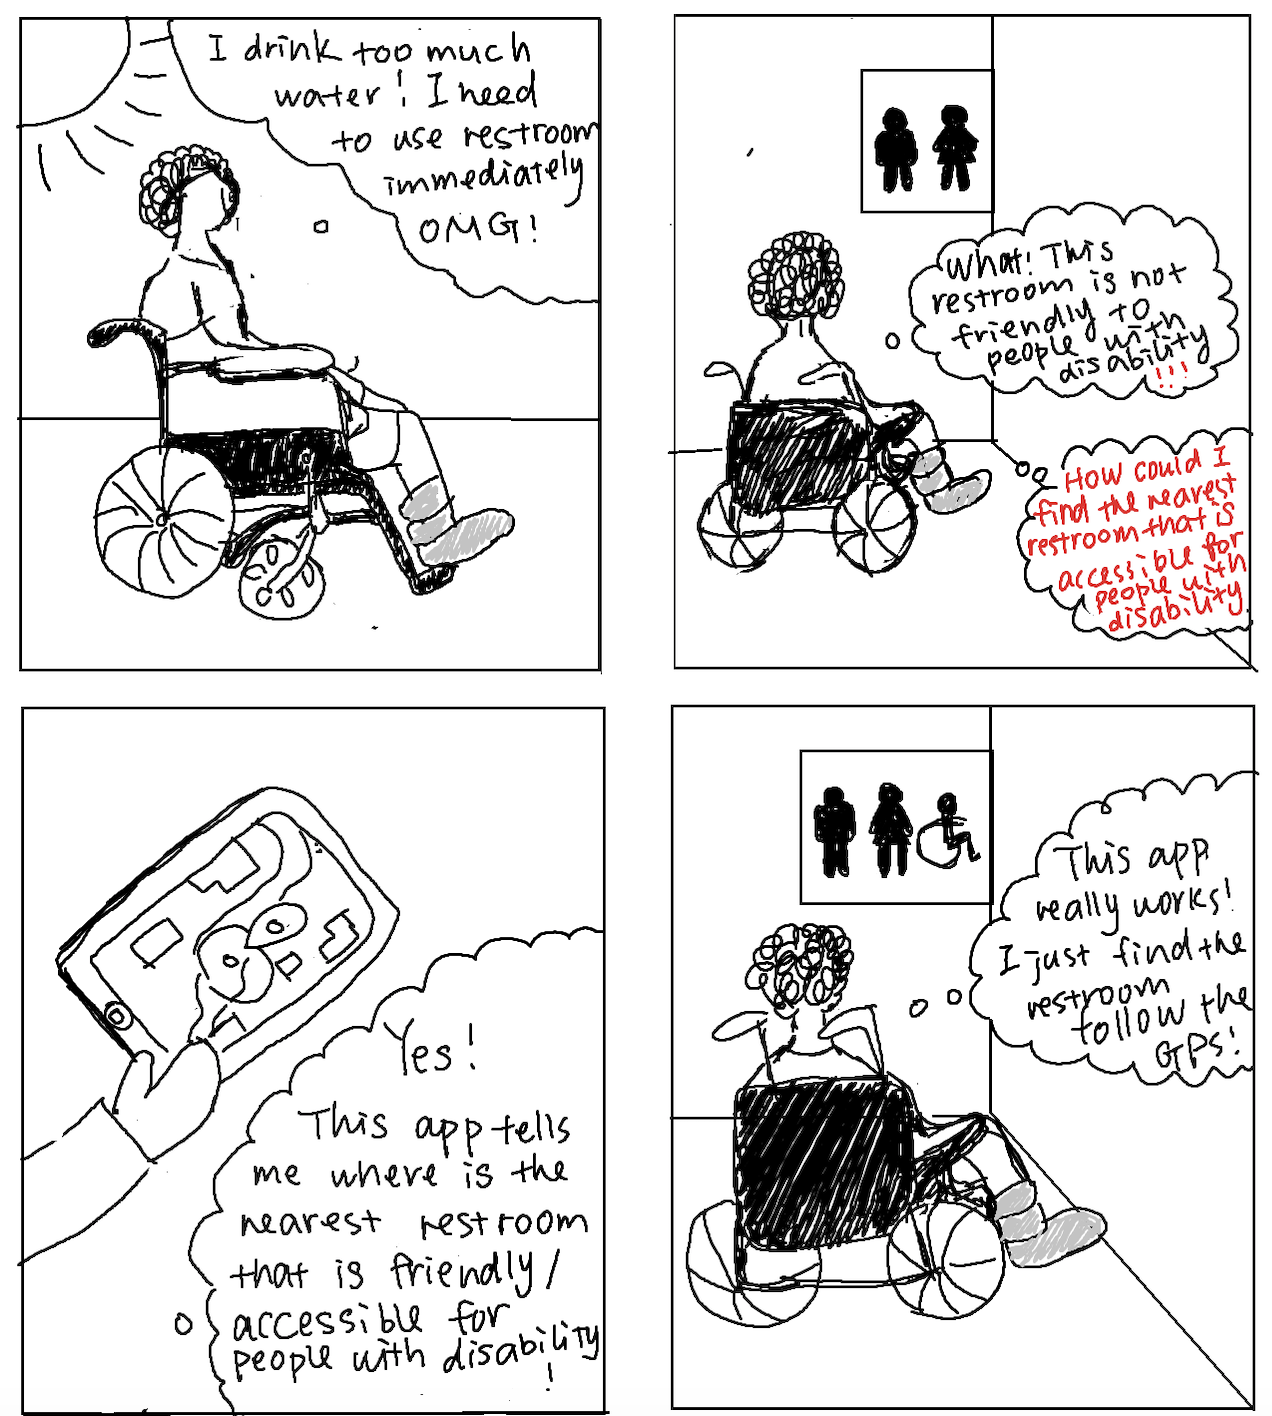 I drink too much
water! I need
to use restroom
immediately
OMG!
What! This
restroom is not
friendly to
people with
disability
!!!
How could I
find the nearest
restroom that is
accessible for
people with
disability
Yes!
This app tells
me where is the
nearest restroom
that is friendly/
accessible for
people with disability
!
This app
really works!
I just find the
restroom
follow the
GPS!